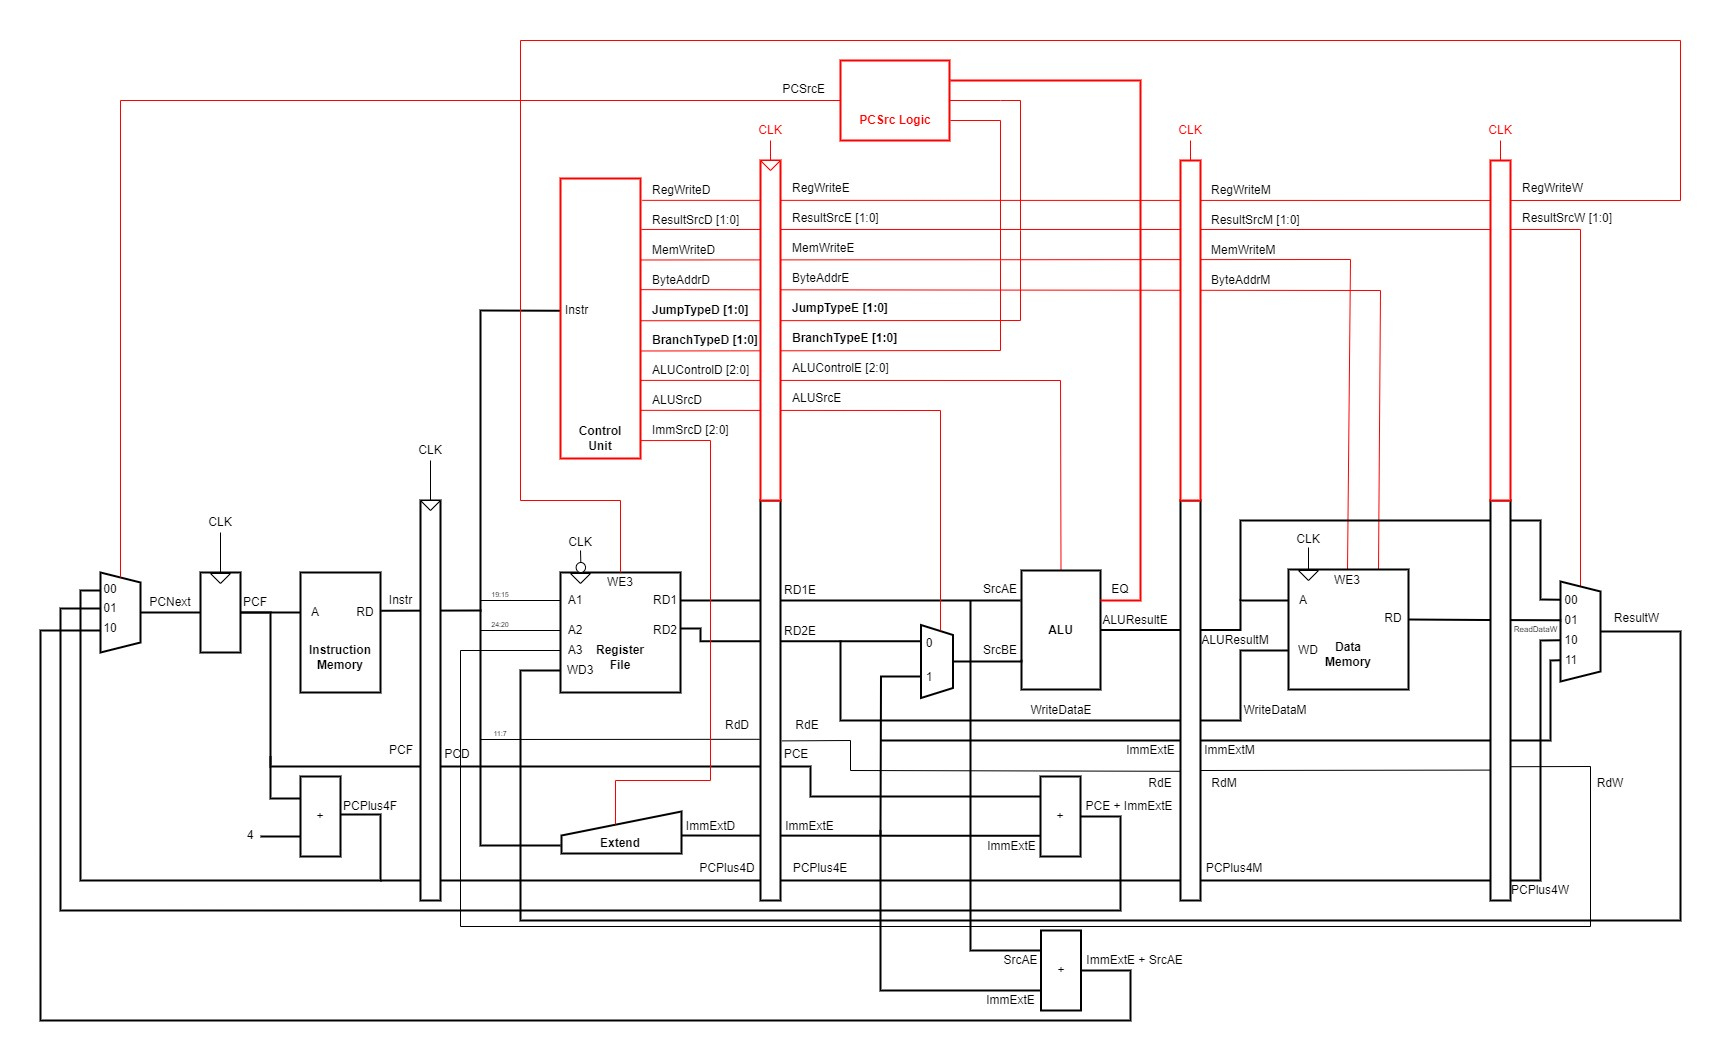 PCSrcE
PCSrc Logic
CLK
CLK
CLK
RegWriteD
RegWriteE
RegWriteM
RegWriteW
ResultSrcD [1:0]
ResultSrcE [1:0]
ResultSrcM [1:0]
ResultSrcW [1:0]
MemWriteD
MemWriteE
MemWriteM
ByteAddrD
ByteAddrE
ByteAddrM
Instr
JumpTypeD [1:0]
JumpTypeE [1:0]
BranchTypeD [1:0]
BranchTypeE [1:0]
ALUControlD [2:0]
ALUControlE [2:0]
ALUSrcD
ALUSrcE
Control
Unit
ImmSrcD [2:0]
CLK
CLK
CLK
CLK
00
01
10
PCNext
PCF
A
RD
Instruction
Memory
Instr
19:15
24:20
WE3
A1
A2
A3
WD3
RD1
RD2
Register
File
RD1E
RD2E
0
1
SrcAE
SrcBE
ALU
EQ
ALUResultE
ALUResultM
WE3
A
WD
RD
Data
Memory
00
01
10
11
ReadDataW
ResultW
WriteDataE
WriteDataM
11:7
RdD
RdE
PCF
PCD
PCE
ImmExtE
ImmExtM
RdE
RdM
RdW
4
+
PCPlus4F
Extend
ImmExtD
ImmExtE
ImmExtE
+
PCE + ImmExtE
PCPlus4D
PCPlus4E
PCPlus4M
PCPlus4W
SrcAE
ImmExtE
+
ImmExtE + SrcAE